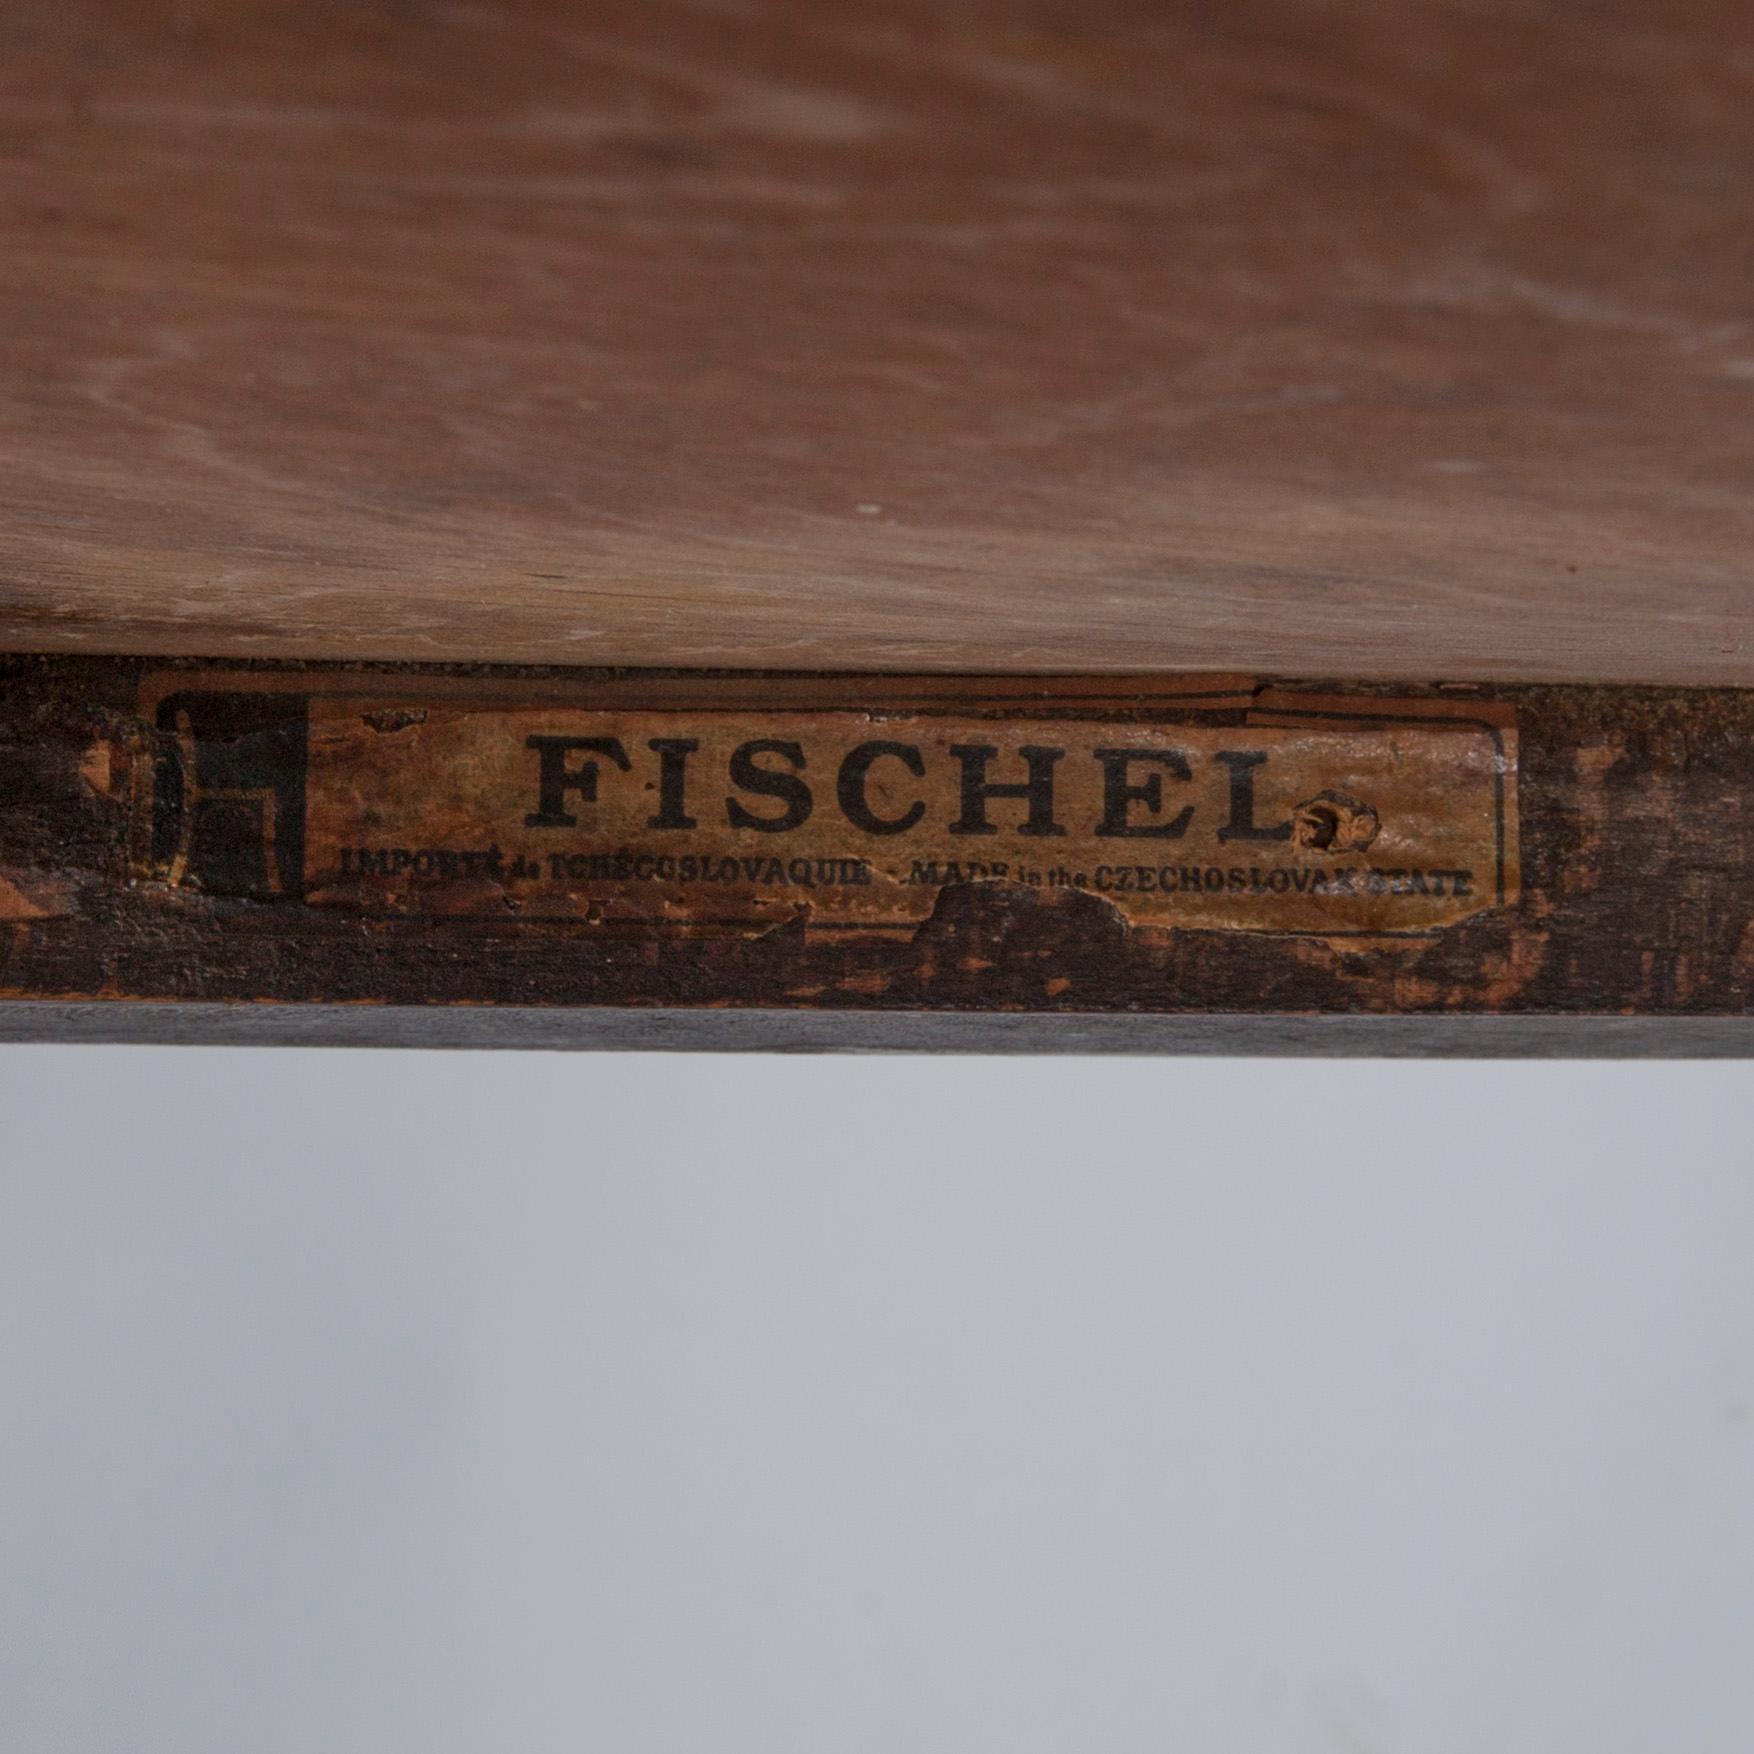 FISCHEL
IMPORTÉ de TCHÉCOSLOVAQUIE - MADE in the CZECHOSLOVAK STATE